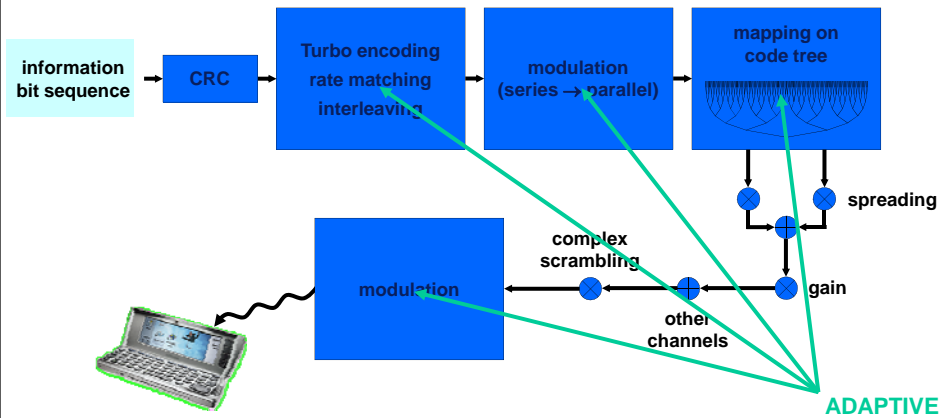 information
bit sequence
CRC
Turbo encoding
rate matching
interleaving
modulation
(series → parallel)
mapping on
code tree
spreading
gain
other
channels
complex
scrambling
modulation
ADAPTIVE